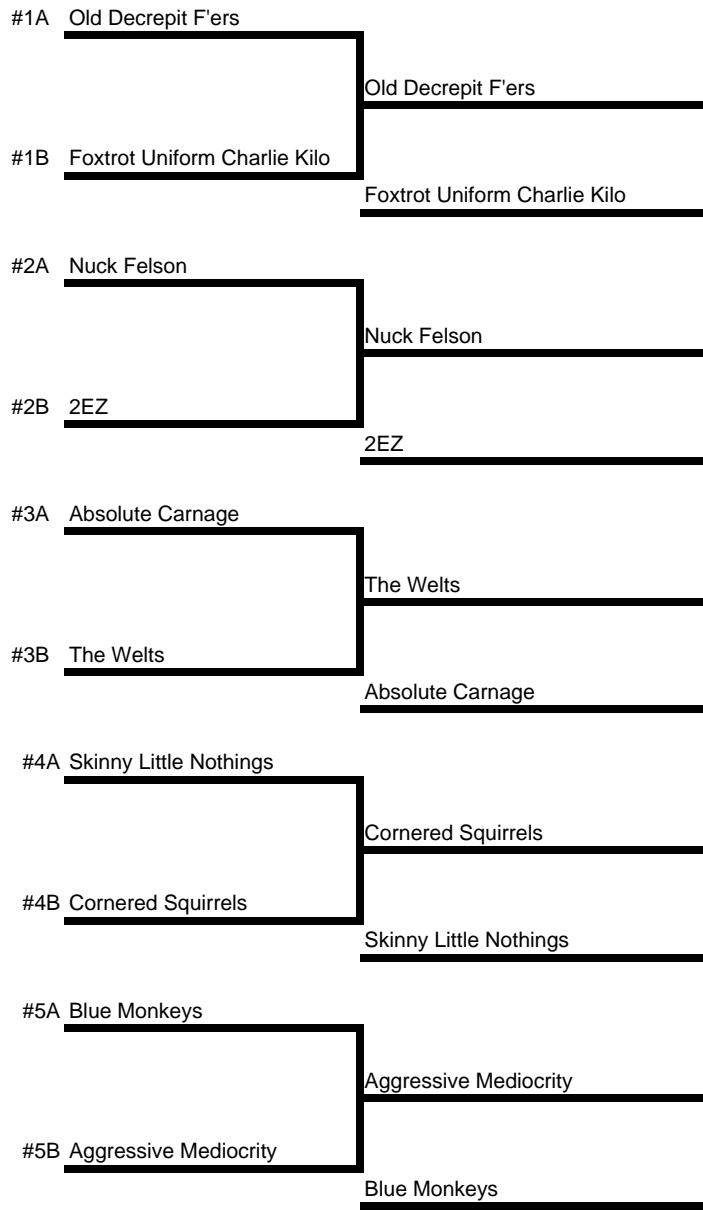 #1A Old Decrepit F'ers
Old Decrepit F'ers
#1B Foxtrot Uniform Charlie Kilo
Foxtrot Uniform Charlie Kilo
#2A Nuck Felson
Nuck Felson
#2B 2EZ
2EZ
#3A Absolute Carnage
The Welts
#3B The Welts
Absolute Carnage
#4A Skinny Little Nothings
Cornered Squirrels
#4B Cornered Squirrels
Skinny Little Nothings
#5A Blue Monkeys
Aggressive Mediocrity
#5B Aggressive Mediocrity
Blue Monkeys